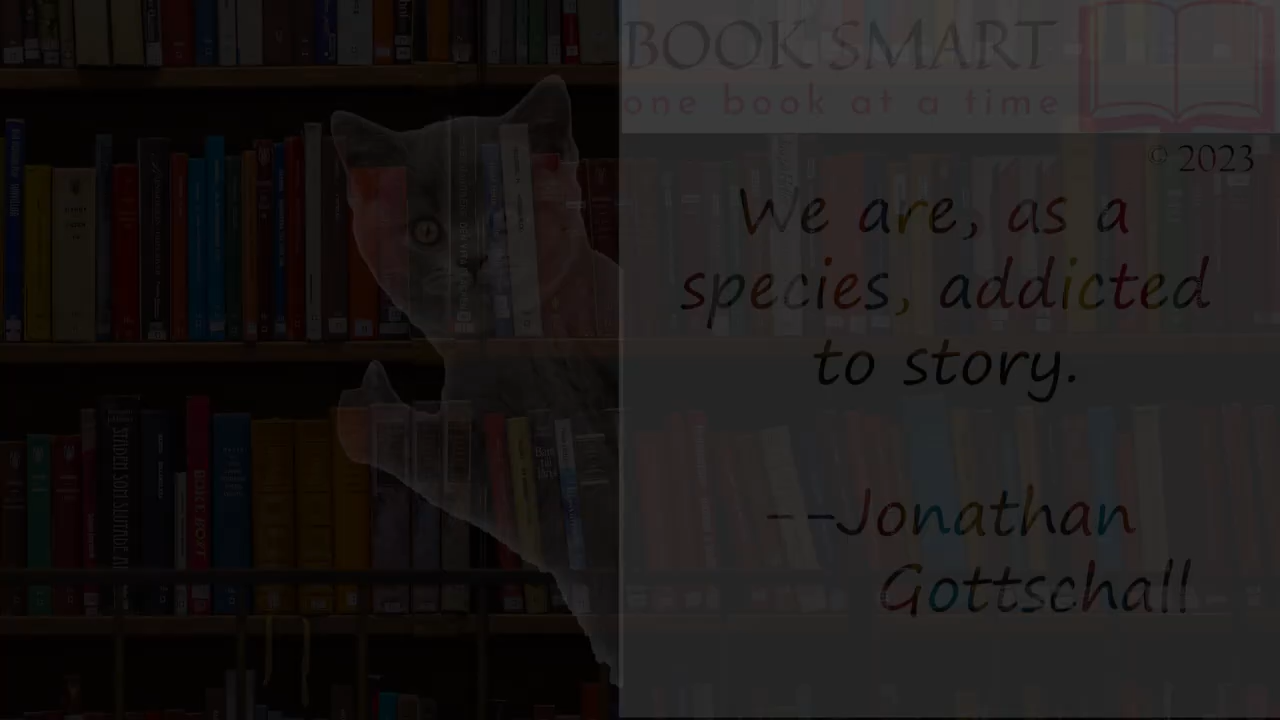 BOOK SMART
one book at a time
© 2023
We are, as a
species, addicted
to story.
--Jonathan
Gottschall